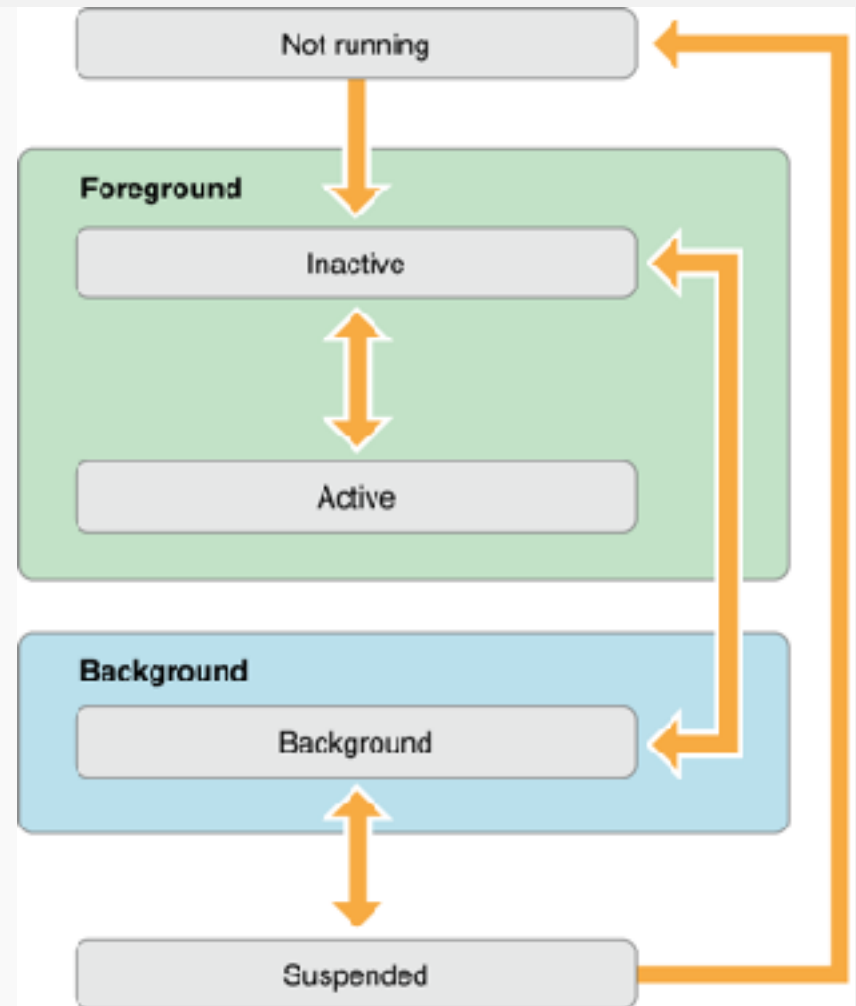 Not running
Foreground
Inactive
Active
Background
Background
Suspended